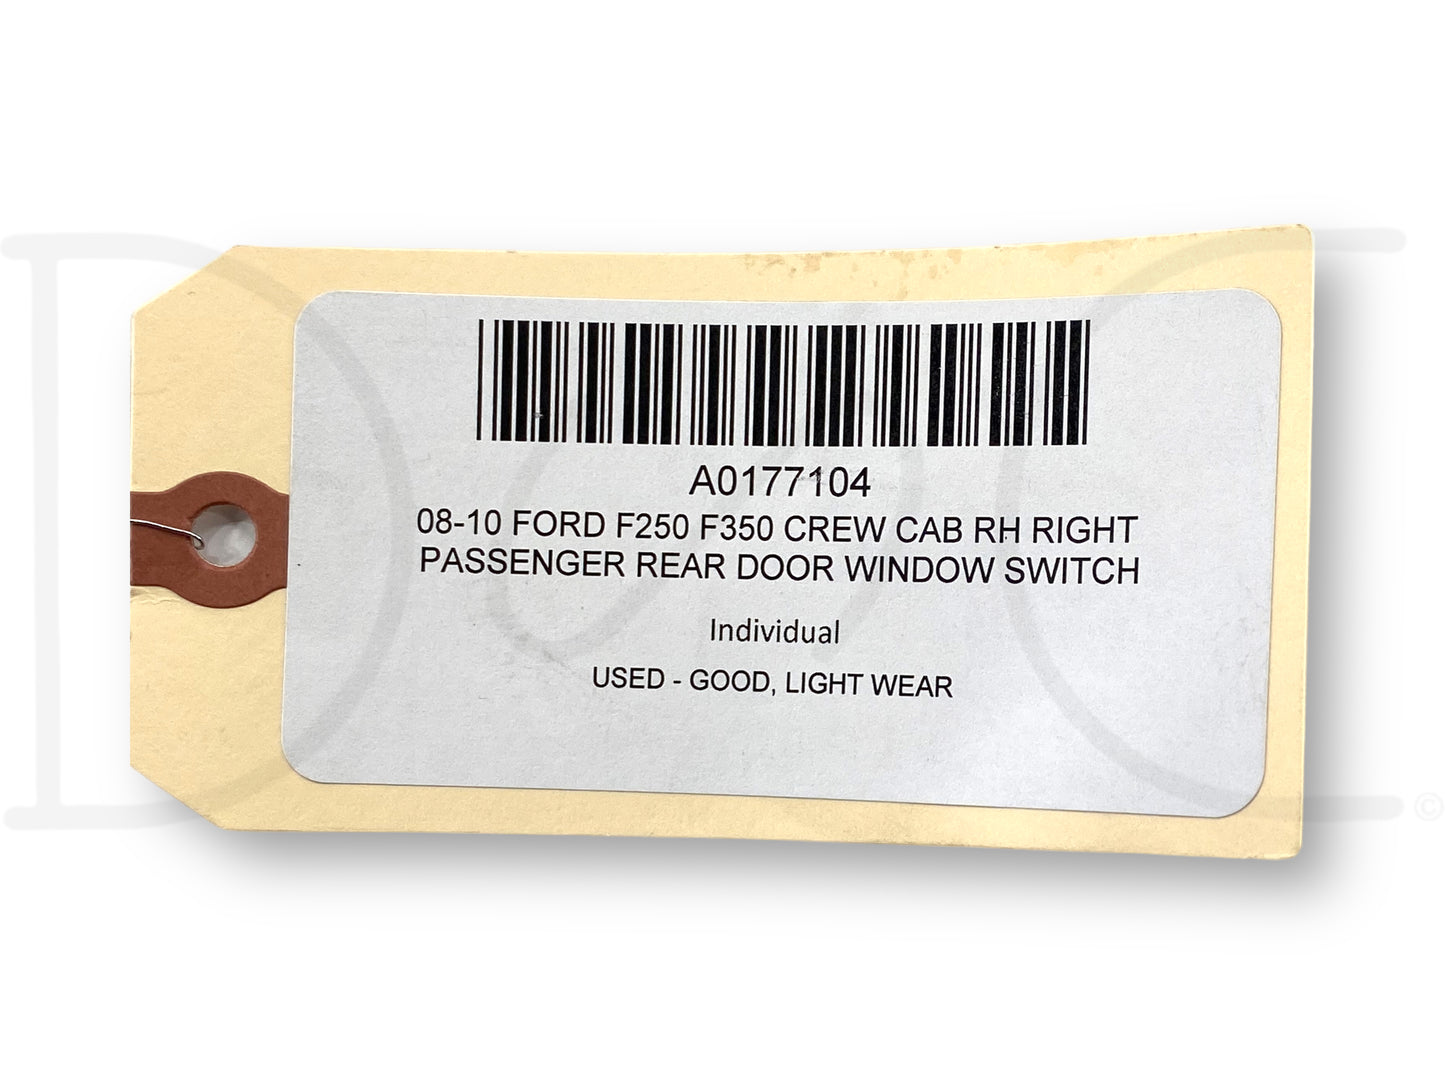 A0177104
08-10 FORD F250 F350 CREW CAB RH RIGHT
PASSENGER REAR DOOR WINDOW SWITCH
Individual
USED - GOOD, LIGHT WEAR
©